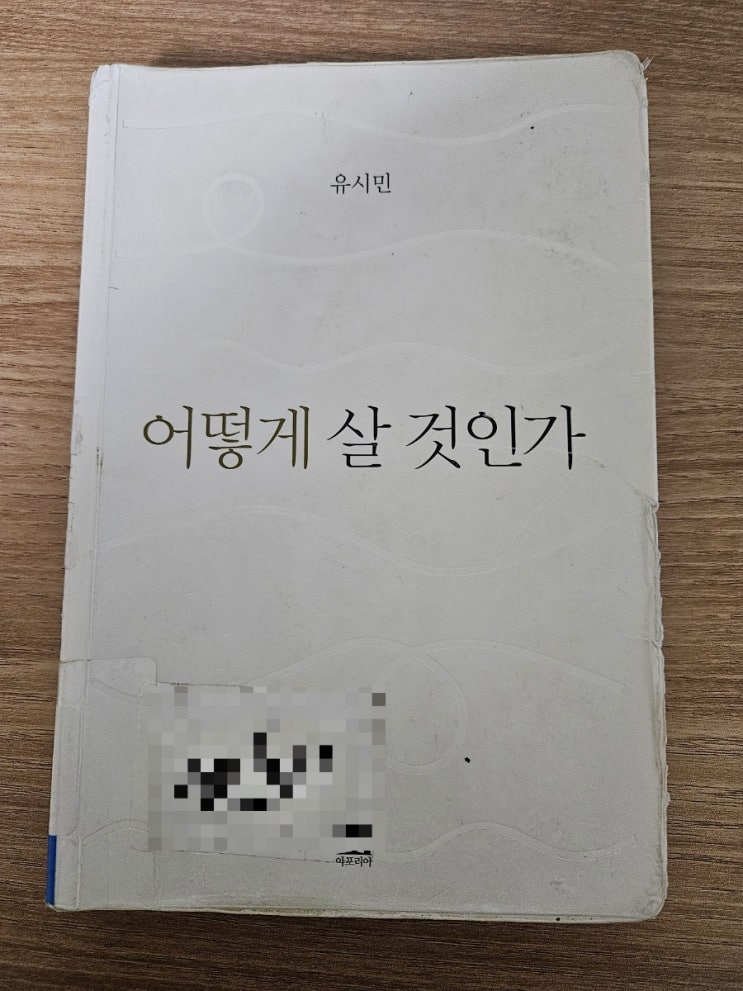 유시민
어떻게 살 것인가
아포리아